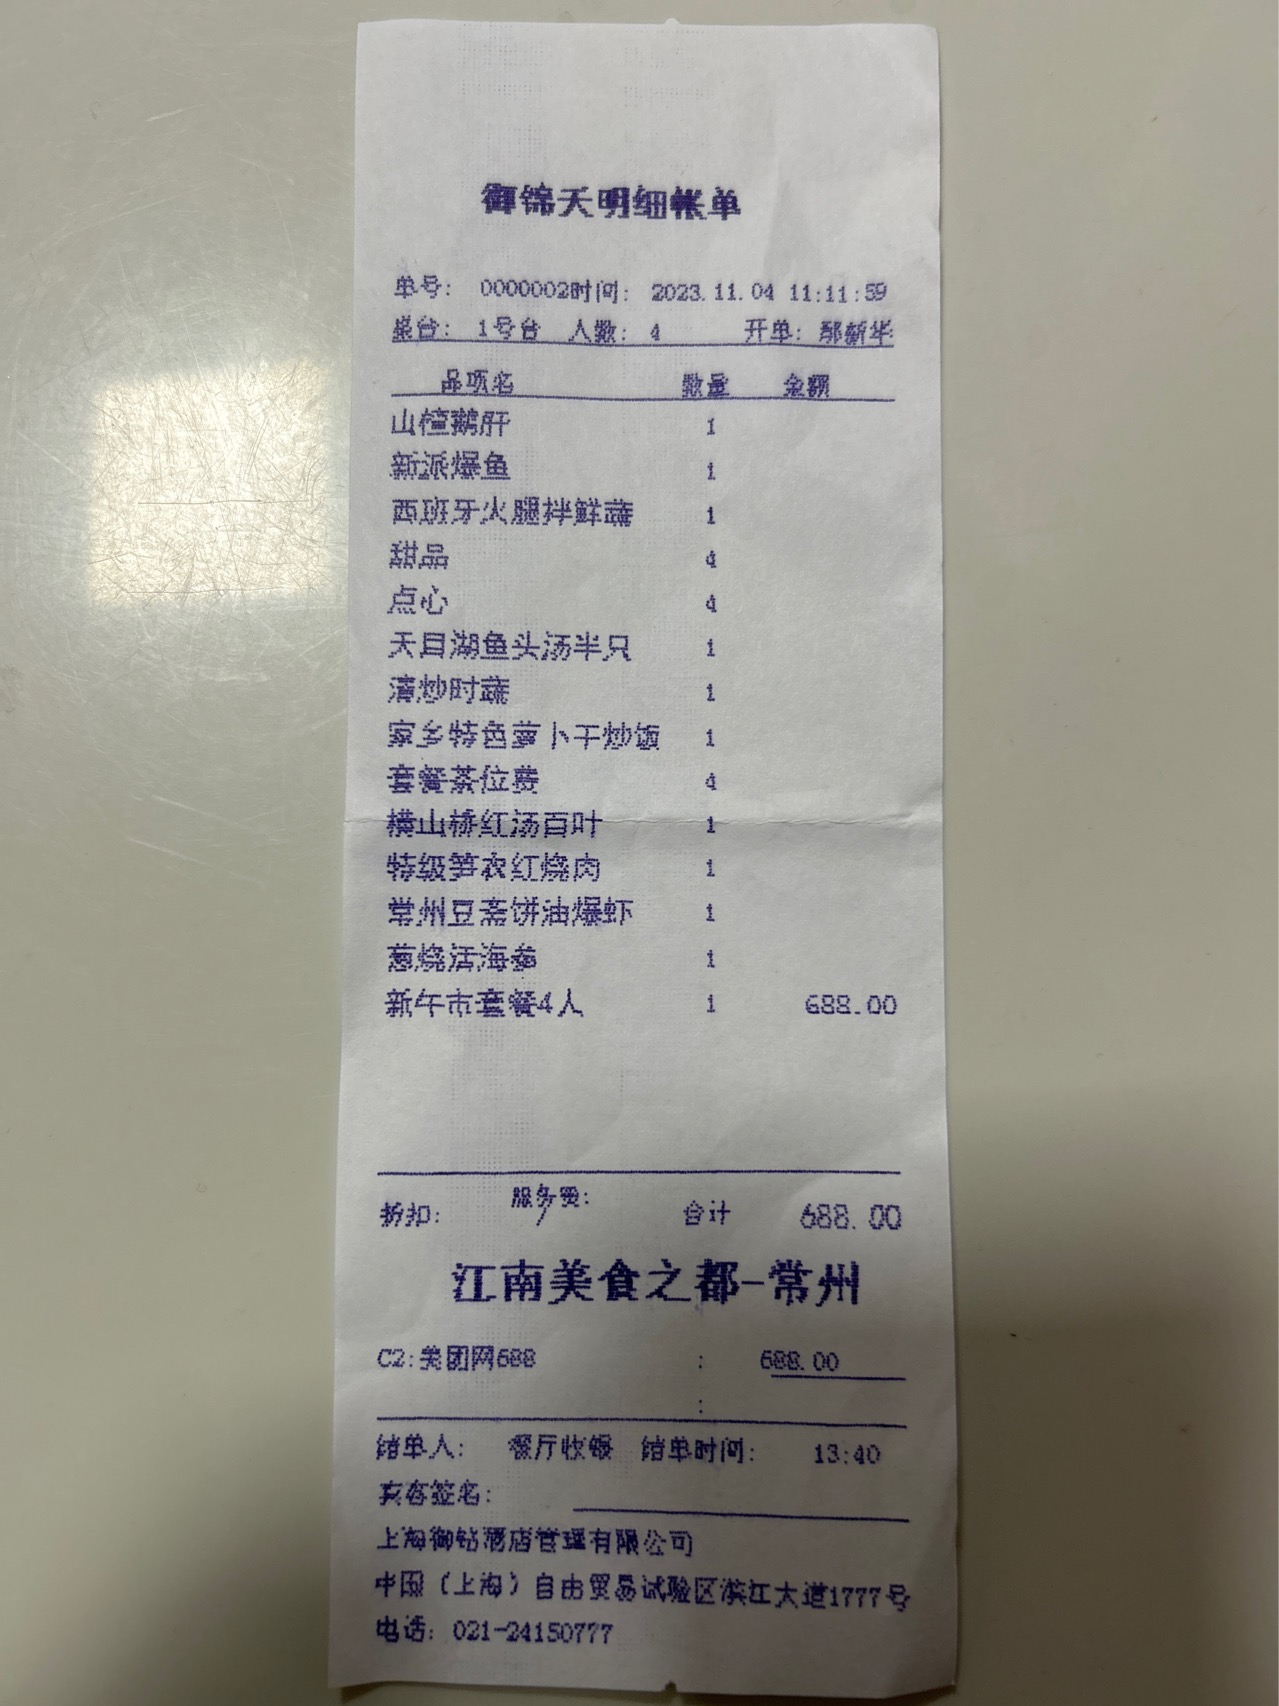 御锦天明细帐单
单号: 0000002时间: 2023.11.04 11:11:59
桌台: 1号台 人数: 4 开单: 邹新华
品项名 数量 金额
山楂鹅肝 1
新派爆鱼 1
西班牙火腿拌鲜蔬 1
甜品 4
点心 4
天目湖鱼头汤半只 1
清炒时蔬 1
家乡特色萝卜干炒饭 1
套餐茶位费 4
横山桥红汤百叶 1
特级笋衣红烧肉 1
常州豆斋饼油爆虾 1
葱烧活海参 1
新午市套餐4人 1 688.00
折扣: / 服务费: 合计 688.00
江南美食之都-常州
C2:美团网688 : 688.00
:
结单人: 餐厅收银 结单时间: 13:40
宾客签名:
上海御钻酒店管理有限公司
中国（上海）自由贸易试验区滨江大道1777号
电话: 021-24150777